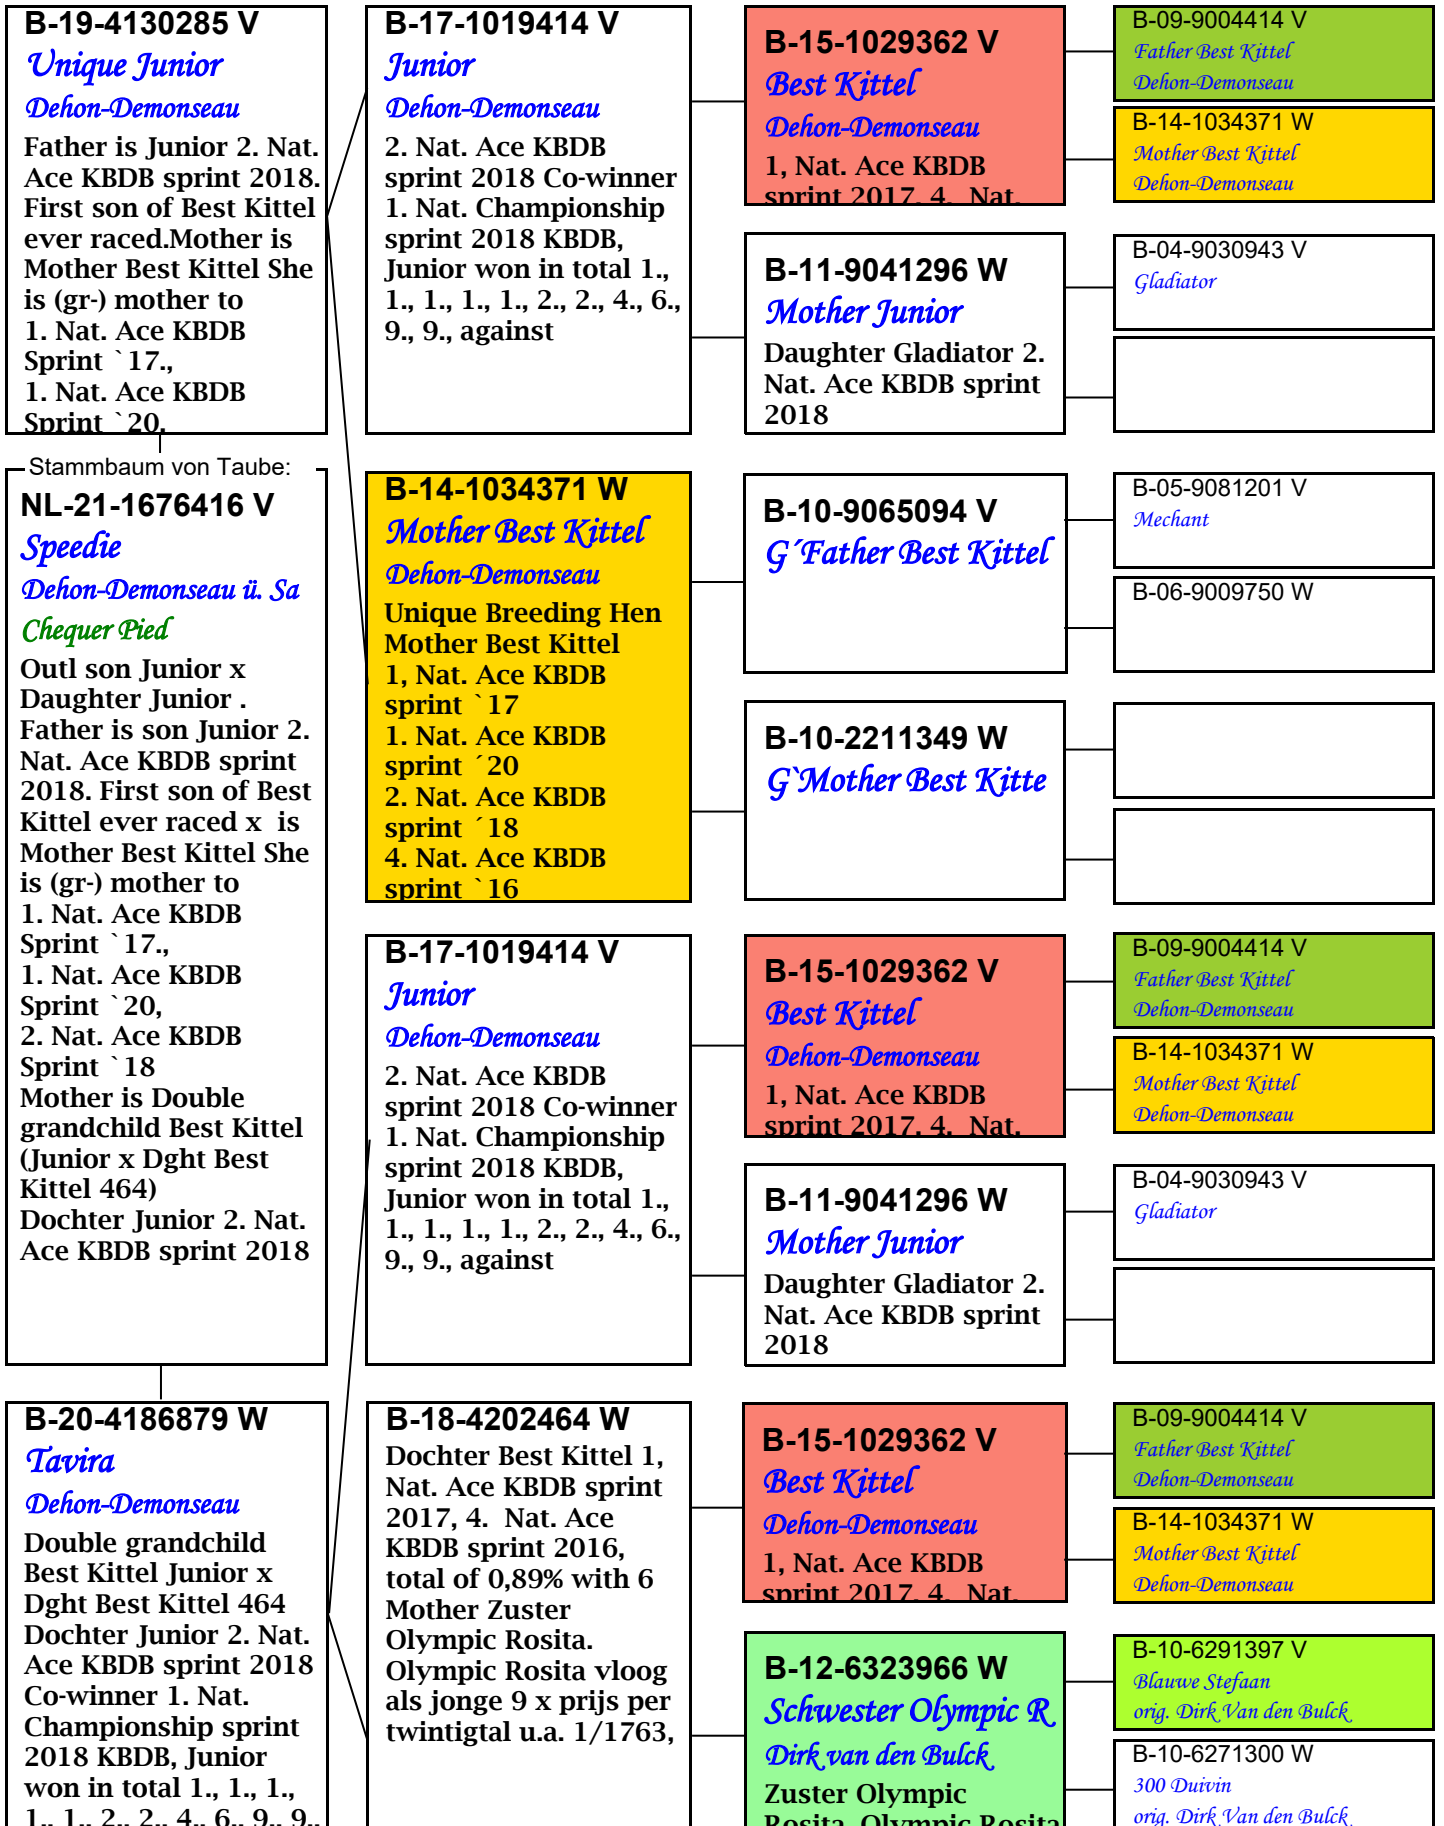 B-19-4130285 V
Unique Junior
Dehon-Demonseau
Father is Junior 2. Nat.
Ace KBDB sprint 2018.
First son of Best Kittel
ever raced.Mother is
Mother Best Kittel She
is (gr-) mother to
1. Nat. Ace KBDB
Sprint `17.,
1. Nat. Ace KBDB
Sprint `20,
Stammbaum von Taube:
NL-21-1676416 V
Speedie
Dehon-Demonseau ü. Sa
Chequer Pied
Outl son Junior x
Daughter Junior .
Father is son Junior 2.
Nat. Ace KBDB sprint
2018. First son of Best
Kittel ever raced x  is
Mother Best Kittel She
is (gr-) mother to
1. Nat. Ace KBDB
Sprint `17.,
1. Nat. Ace KBDB
Sprint `20,
2. Nat. Ace KBDB
Sprint `18
Mother is Double
grandchild Best Kittel
(Junior x Dght Best
Kittel 464)
Dochter Junior 2. Nat.
Ace KBDB sprint 2018
B-20-4186879 W
Tavira
Dehon-Demonseau
Double grandchild
Best Kittel Junior x
Dght Best Kittel 464
Dochter Junior 2. Nat.
Ace KBDB sprint 2018
Co-winner 1. Nat.
Championship sprint
2018 KBDB, Junior
won in total 1., 1., 1.,
1., 1., 2., 2., 4., 6., 9., 9.,
B-17-1019414 V
Junior
Dehon-Demonseau
2. Nat. Ace KBDB
sprint 2018 Co-winner
1. Nat. Championship
sprint 2018 KBDB,
Junior won in total 1.,
1., 1., 1., 1., 2., 2., 4., 6.,
9., 9., against
B-14-1034371 W
Mother Best Kittel
Dehon-Demonseau
Unique Breeding Hen
Mother Best Kittel
1, Nat. Ace KBDB
sprint `17
1. Nat. Ace KBDB
sprint ´20
2. Nat. Ace KBDB
sprint ´18
4. Nat. Ace KBDB
sprint `16
B-17-1019414 V
Junior
Dehon-Demonseau
2. Nat. Ace KBDB
sprint 2018 Co-winner
1. Nat. Championship
sprint 2018 KBDB,
Junior won in total 1.,
1., 1., 1., 1., 2., 2., 4., 6.,
9., 9., against
B-18-4202464 W
Dochter Best Kittel 1,
Nat. Ace KBDB sprint
2017, 4.  Nat. Ace
KBDB sprint 2016,
total of 0,89% with 6
Mother Zuster
Olympic Rosita.
Olympic Rosita vloog
als jonge 9 x prijs per
twintigtal u.a. 1/1763,
B-15-1029362 V
Best Kittel
Dehon-Demonseau
1, Nat. Ace KBDB
sprint 2017, 4.  Nat.
B-11-9041296 W
Mother Junior
Daughter Gladiator 2.
Nat. Ace KBDB sprint
2018
B-10-9065094 V
G´Father Best Kittel
B-10-2211349 W
G`Mother Best Kitte
B-15-1029362 V
Best Kittel
Dehon-Demonseau
1, Nat. Ace KBDB
sprint 2017, 4.  Nat.
B-11-9041296 W
Mother Junior
Daughter Gladiator 2.
Nat. Ace KBDB sprint
2018
B-15-1029362 V
Best Kittel
Dehon-Demonseau
1, Nat. Ace KBDB
sprint 2017, 4.  Nat.
B-12-6323966 W
Schwester Olympic R
Dirk van den Bulck
Zuster Olympic
Rosita. Olympic Rosita
B-09-9004414 V
Father Best Kittel
Dehon-Demonseau
B-14-1034371 W
Mother Best Kittel
Dehon-Demonseau
B-04-9030943 V
Gladiator
B-05-9081201 V
Mechant
B-06-9009750 W
B-09-9004414 V
Father Best Kittel
Dehon-Demonseau
B-14-1034371 W
Mother Best Kittel
Dehon-Demonseau
B-04-9030943 V
Gladiator
B-09-9004414 V
Father Best Kittel
Dehon-Demonseau
B-14-1034371 W
Mother Best Kittel
Dehon-Demonseau
B-10-6291397 V
Blauwe Stefaan
orig. Dirk Van den Bulck
B-10-6271300 W
300 Duivin
orig. Dirk Van den Bulck